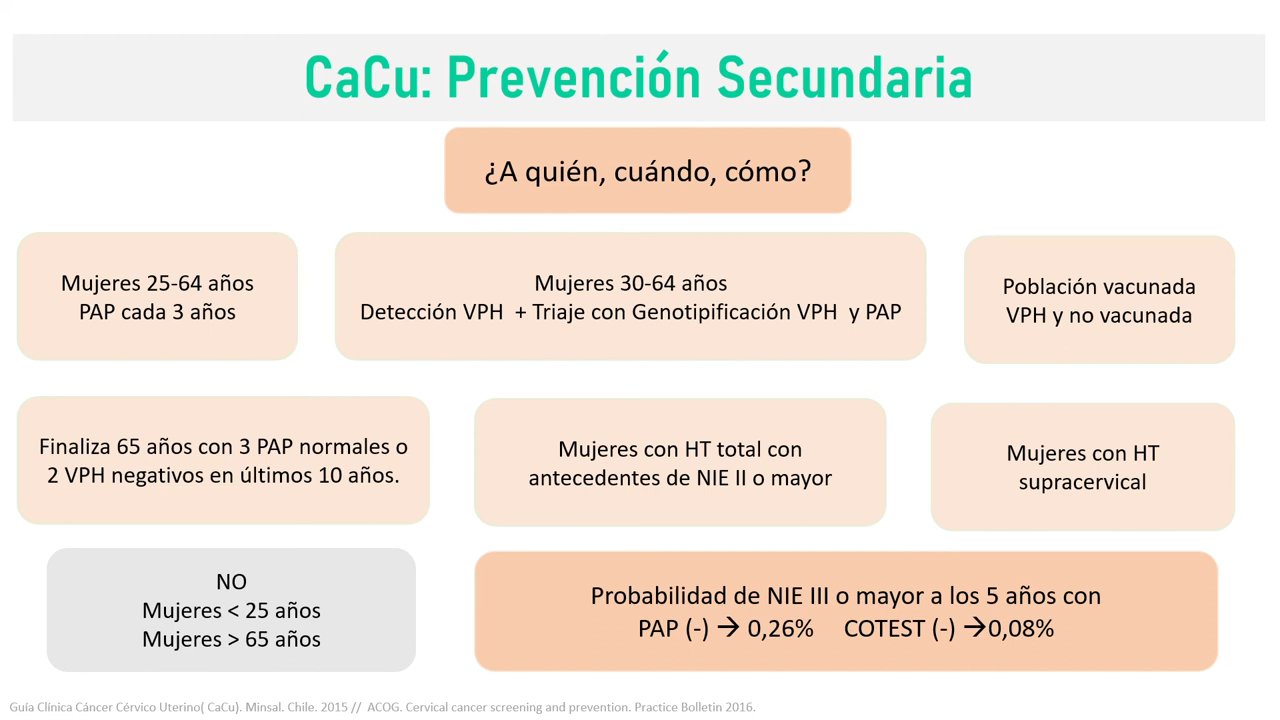 CaCu: Prevención Secundaria
¿A quién, cuándo, cómo?
Mujeres 25-64 años
PAP cada 3 años
Mujeres 30-64 años
Detección VPH + Triaje con Genotipificación VPH y PAP
Población vacunada
VPH y no vacunada
Finaliza 65 años con 3 PAP normales o
2 VPH negativos en últimos 10 años.
Mujeres con HT total con
antecedentes de NIE II o mayor
Mujeres con HT
supracervical
NO
Mujeres < 25 años
Mujeres > 65 años
Probabilidad de NIE III o mayor a los 5 años con
PAP (-) → 0,26% COTEST (-) →0,08%
Guía Clínica Cáncer Cérvico Uterino( CaCu). Minsal. Chile. 2015 // ACOG. Cervical cancer screening and prevention. Practice Bolletin 2016.